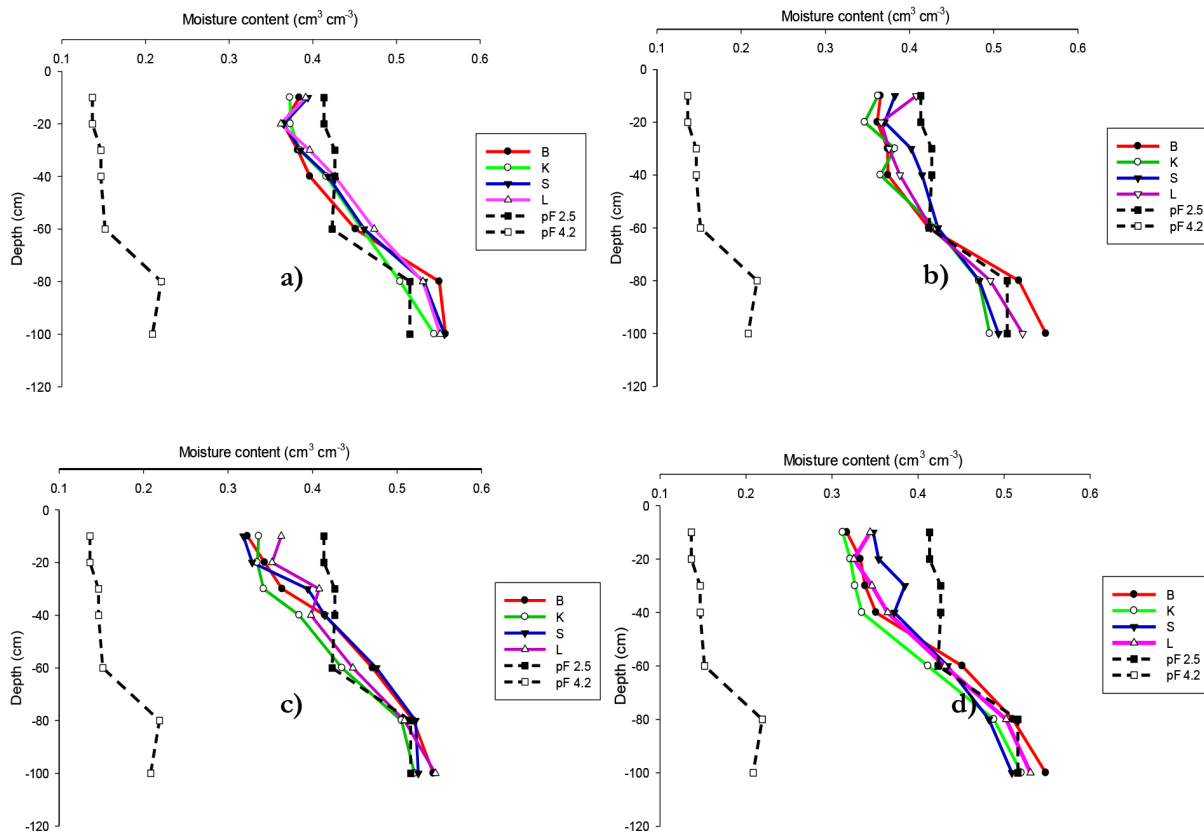 Moisture content (cm³ cm⁻³)
0.1 0.2 0.3 0.4 0.5 0.6
Depth (cm)
0
-20
-40
-60
-80
-100
-120
B
K
S
L
pF 2.5
pF 4.2
a)
Moisture content (cm³ cm⁻³)
0.1 0.2 0.3 0.4 0.5 0.6
Depth (cm)
0
-20
-40
-60
-80
-100
-120
B
K
S
L
pF 2.5
pF 4.2
b)
Moisture content (cm³ cm⁻³)
0.1 0.2 0.3 0.4 0.5 0.6
Depth (cm)
0
-20
-40
-60
-80
-100
-120
B
K
S
L
pF 2.5
pF 4.2
c)
Moisture content (cm³ cm⁻³)
0.1 0.2 0.3 0.4 0.5 0.6
Depth (cm)
0
-20
-40
-60
-80
-100
-120
B
K
S
L
pF 2.5
pF 4.2
d)